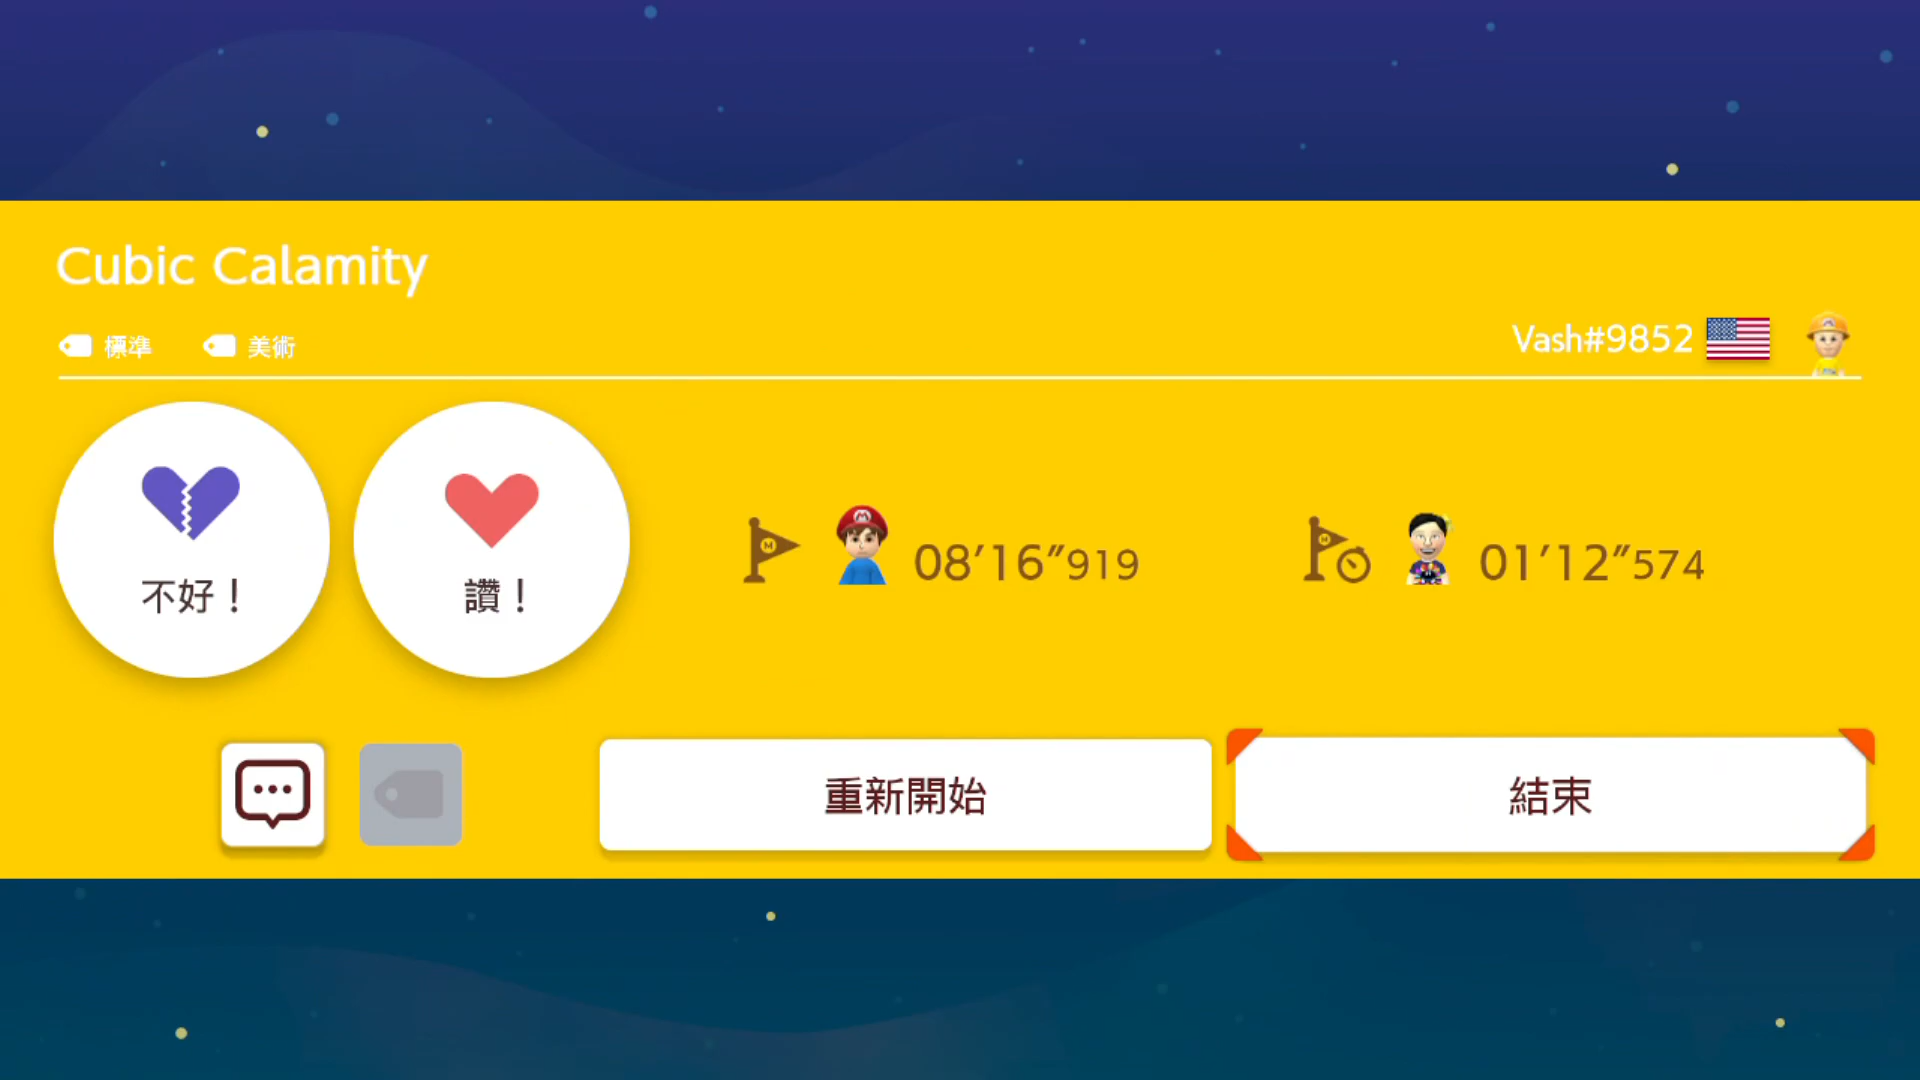 Cubic Calamity
標準 美術
Vash#9852
不好！
讚！
08'16"919
01'12"574
重新開始
結束